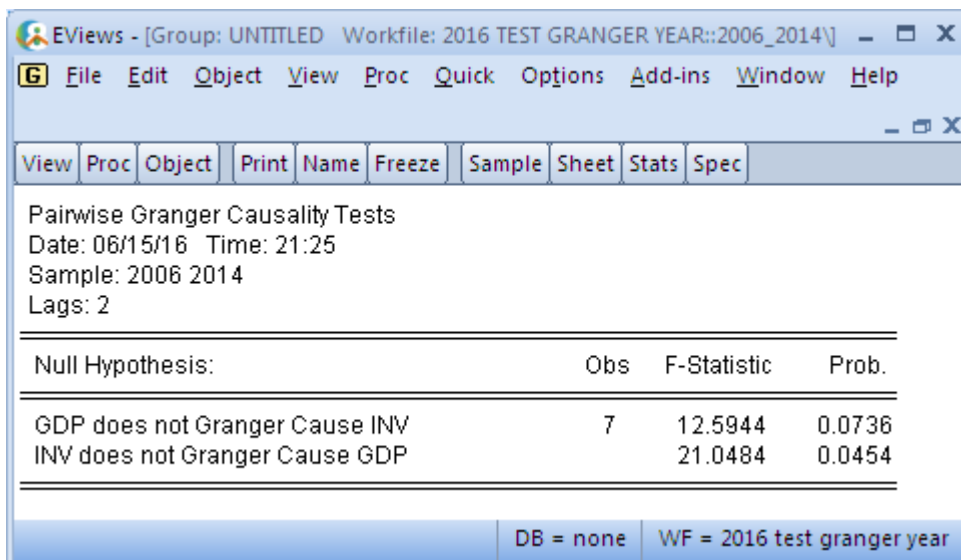 EViews - [Group: UNTITLED   Workfile: 2016 TEST GRANGER YEAR::2006_2014\]
G File Edit Object View Proc Quick Options Add-ins Window Help
View Proc Object Print Name Freeze Sample Sheet Stats Spec
Pairwise Granger Causality Tests
Date: 06/15/16   Time: 21:25
Sample: 2006 2014
Lags: 2
Null Hypothesis: Obs F-Statistic Prob.
GDP does not Granger Cause INV 7 12.5944 0.0736
INV does not Granger Cause GDP 21.0484 0.0454
DB = none WF = 2016 test granger year